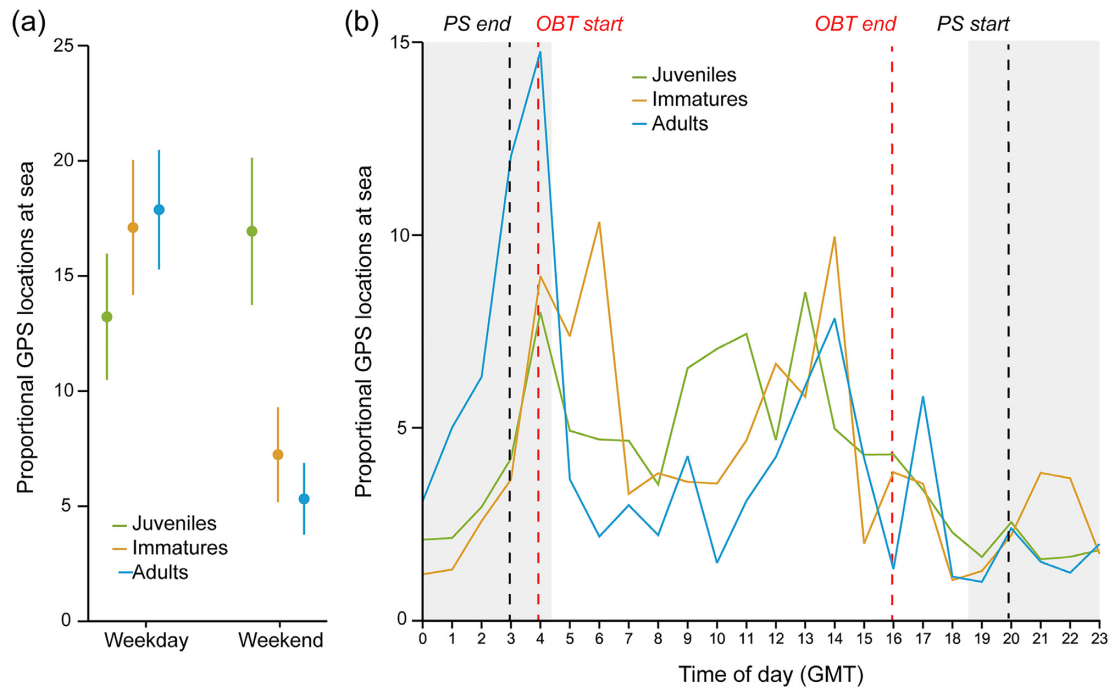 (a)
25
20
15
10
5
0
Proportional GPS locations at sea
Juveniles
Immatures
Adults
Weekday Weekend
(b)
PS end OBT start OBT end PS start
15
10
5
0
Proportional GPS locations at sea
Juveniles
Immatures
Adults
0 1 2 3 4 5 6 7 8 9 10 11 12 13 14 15 16 17 18 19 20 21 22 23
Time of day (GMT)